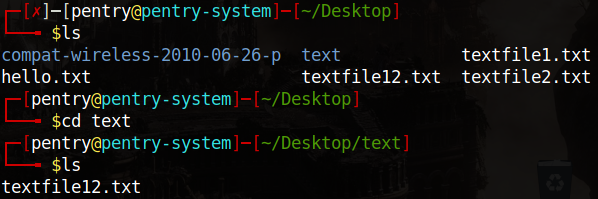 ┌─[✗]─[pentry@pentry-system]─[~/Desktop]
└──╼ $ls
compat-wireless-2010-06-26-p  text            textfile1.txt
hello.txt                     textfile12.txt  textfile2.txt
┌─[pentry@pentry-system]─[~/Desktop]
└──╼ $cd text
┌─[pentry@pentry-system]─[~/Desktop/text]
└──╼ $ls
textfile12.txt